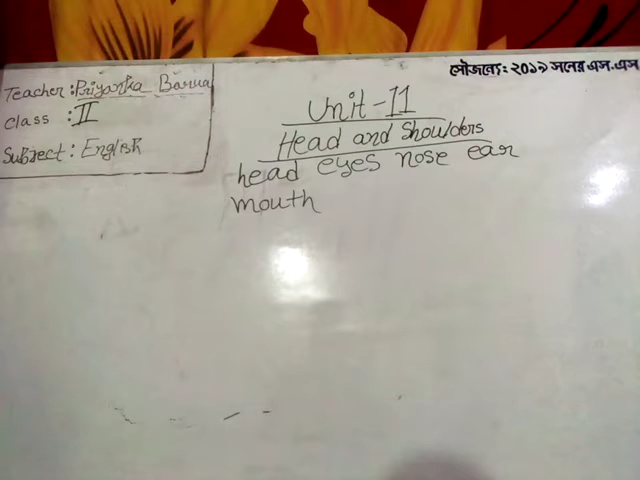 Teacher : Priyanka Barua
Class : II
Subject : English
সৌজন্যে: ২০১৯ সনের এস.এস
Unit-11
Head and Shoulders
head eyes nose ear
mouth